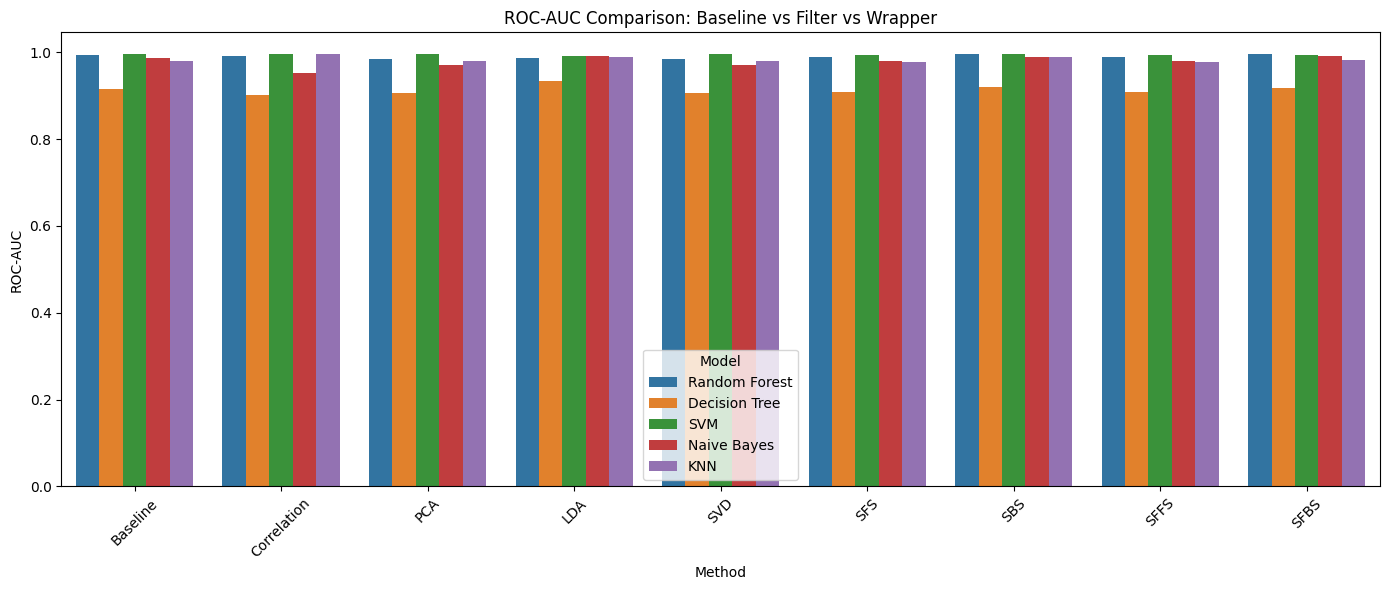 ROC-AUC Comparison: Baseline vs Filter vs Wrapper
ROC-AUC
1.0
0.8
0.6
0.4
0.2
0.0
Model
Random Forest
Decision Tree
SVM
Naive Bayes
KNN
Baseline
Correlation
PCA
LDA
SVD
SFS
SBS
SFFS
SFBS
Method